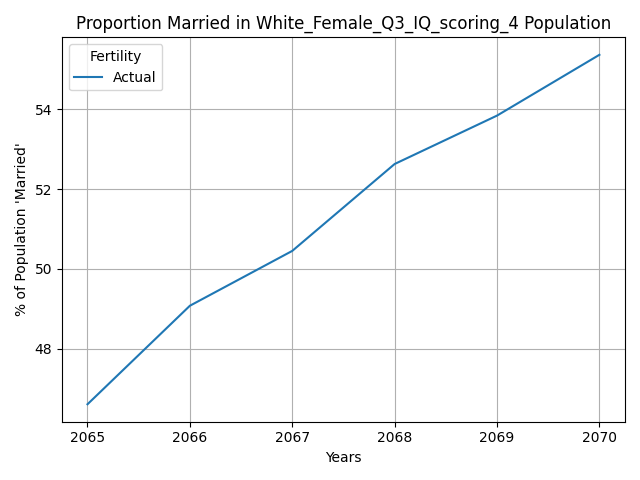 Proportion Married in White_Female_Q3_IQ_scoring_4 Population
Fertility
Actual
% of Population 'Married'
54
52
50
48
2065 2066 2067 2068 2069 2070
Years